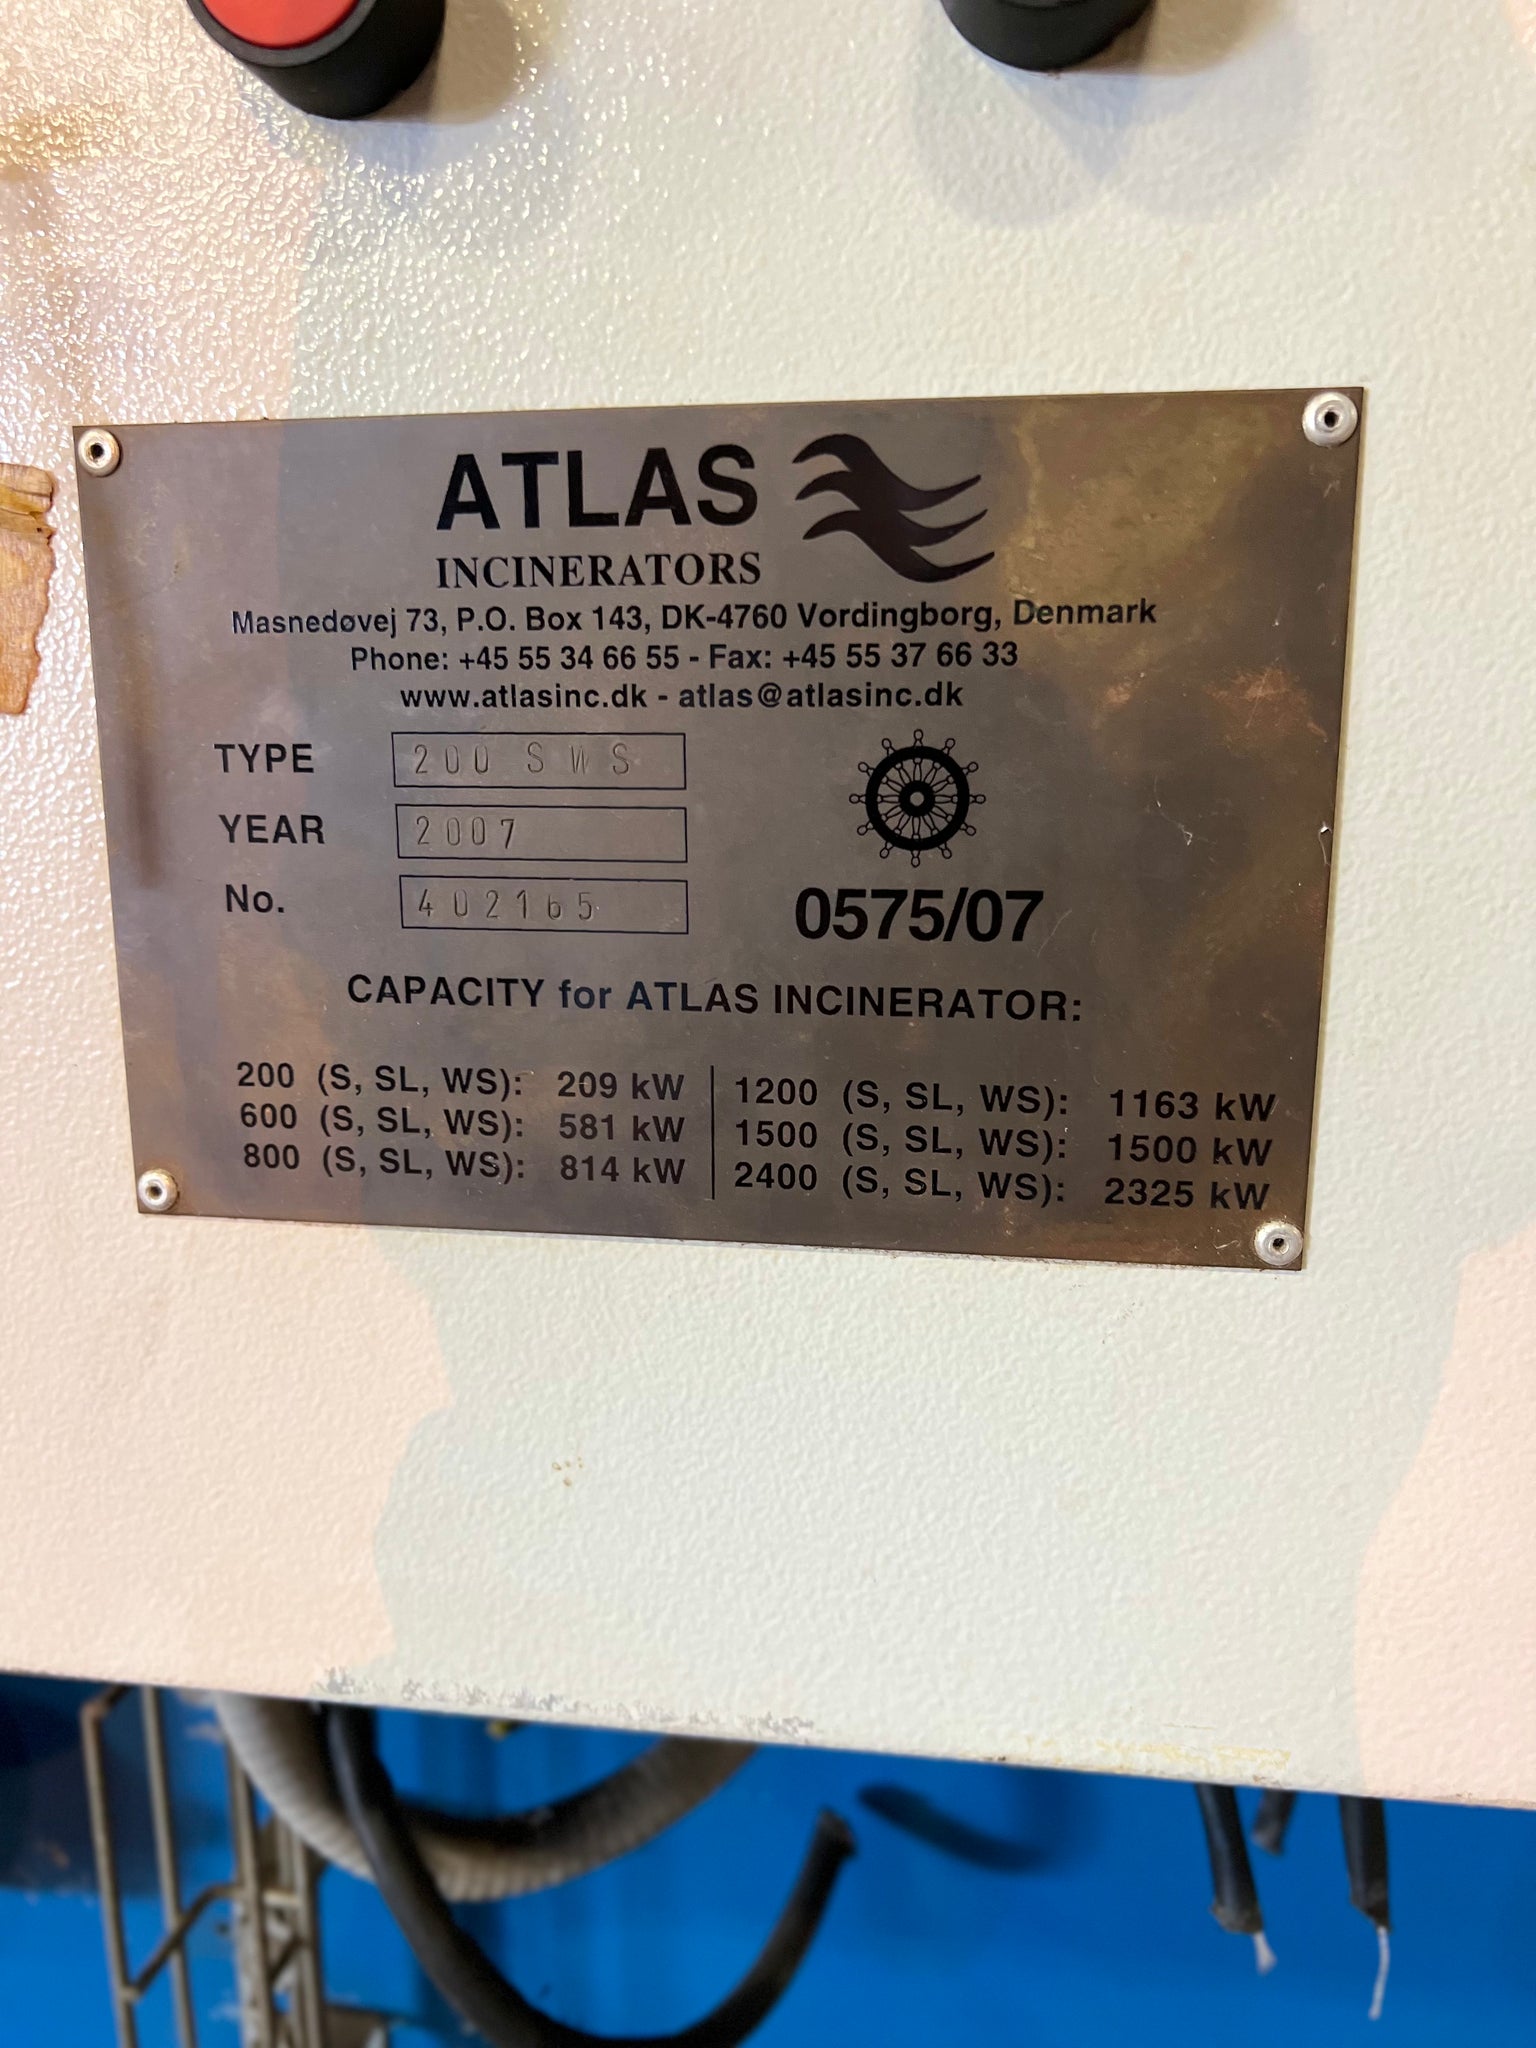 ATLAS
INCINERATORS
Masnedøvej 73, P.O. Box 143, DK-4760 Vordingborg, Denmark
Phone: +45 55 34 66 55 - Fax: +45 55 37 66 33
www.atlasinc.dk - atlas@atlasinc.dk
TYPE 200 SWS
YEAR 2007
No. 402165
0575/07
CAPACITY for ATLAS INCINERATOR:
200 (S, SL, WS): 209 kW
600 (S, SL, WS): 581 kW
800 (S, SL, WS): 814 kW
1200 (S, SL, WS): 1163 kW
1500 (S, SL, WS): 1500 kW
2400 (S, SL, WS): 2325 kW